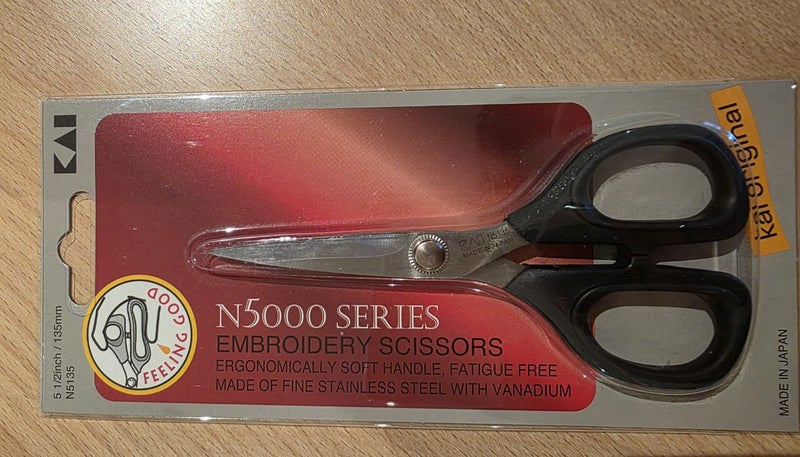 KAI
kai original
KAI N5135
MADE IN JAPAN
FEELING GOOD
N5000 SERIES
EMBROIDERY SCISSORS
ERGONOMICALLY SOFT HANDLE, FATIGUE FREE
MADE OF FINE STAINLESS STEEL WITH VANADIUM
5 1/2inch / 135mm
N5135
MADE IN JAPAN